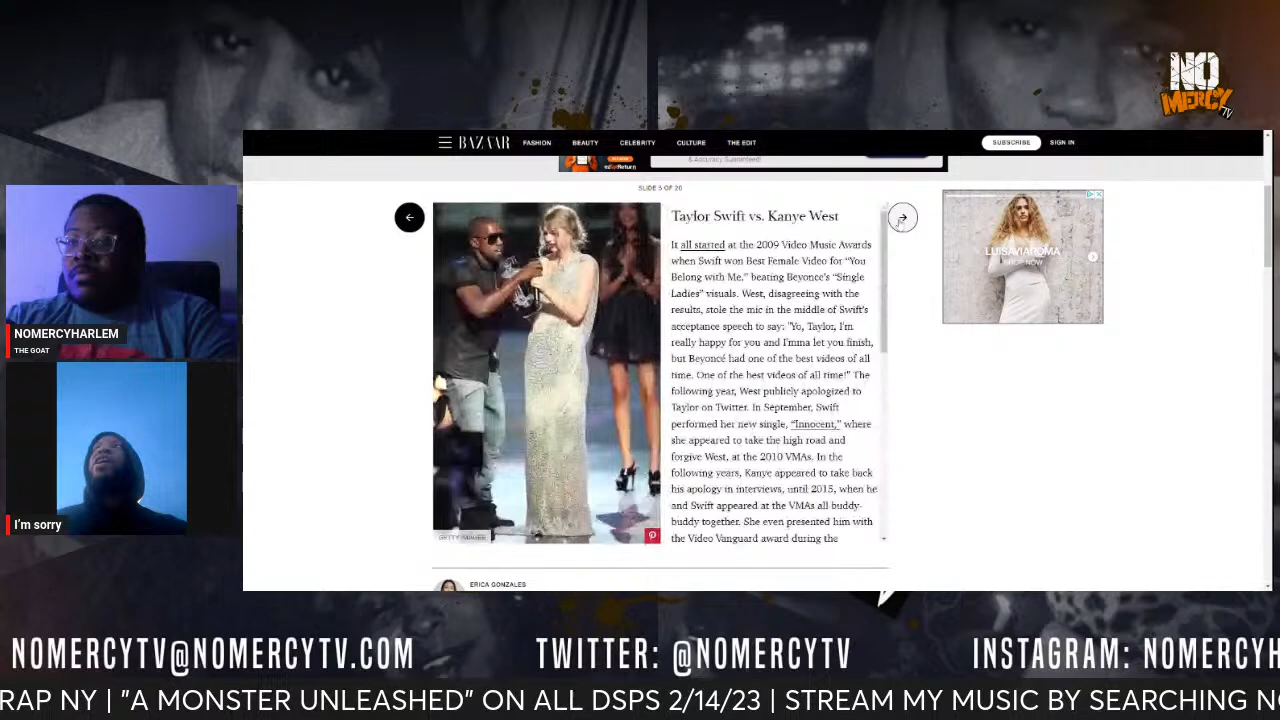 NO
MERCY
TV
BAZAAR
FASHION
BEAUTY
CELEBRITY
CULTURE
THE EDIT
SUBSCRIBE
SIGN IN
& Accuracy Guaranteed!
SLIDE 5 OF 20
Taylor Swift vs. Kanye West
It all started at the 2009 Video Music Awards
when Swift won Best Female Video for "You
Belong with Me," beating Beyoncé's "Single
Ladies" visuals. West, disagreeing with the
results, stole the mic in the middle of Swift's
acceptance speech to say: "Yo, Taylor, I'm
really happy for you and I'mma let you finish,
but Beyoncé had one of the best videos of all
time. One of the best videos of all time!" The
following year, West publicly apologized to
Taylor on Twitter. In September, Swift
performed her new single, "Innocent," where
she appeared to take the high road and
forgive West, at the 2010 VMAs. In the
following years, Kanye appeared to take back
his apology in interviews, until 2015, when he
and Swift appeared at the VMAs all buddy-
buddy together. She even presented him with
the Video Vanguard award during the
GETTY IMAGES
LUISAVIAROMA
SHOP NOW
ERICA GONZALES
NOMERCYHARLEM
THE GOAT
I'm sorry
NOMERCYTV@NOMERCYTV.COM TWITTER: @NOMERCYTV INSTAGRAM: NOMERCYH
RAP NY | "A MONSTER UNLEASHED" ON ALL DSPS 2/14/23 | STREAM MY MUSIC BY SEARCHING N